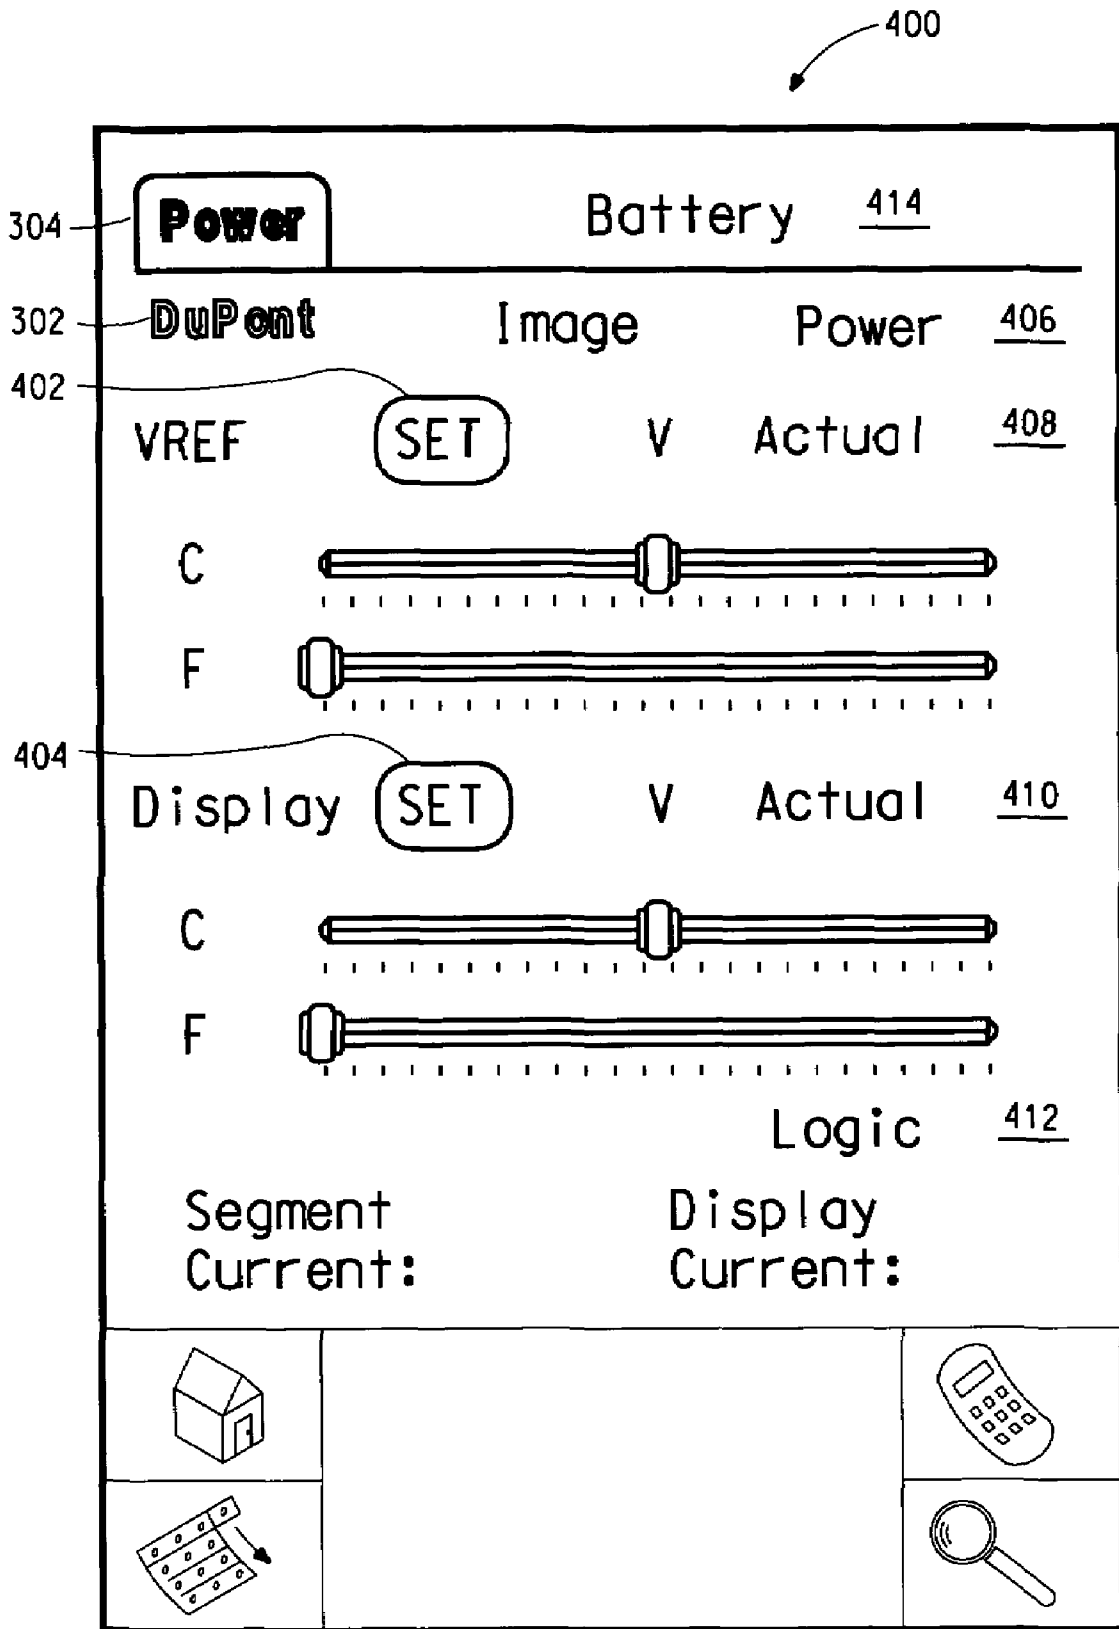 400
304 Power Battery 414
302 DuPont Image Power 406
402
VREF SET V Actual 408
C
F
404
Display SET V Actual 410
C
F
Logic 412
Segment Display
Current: Current: